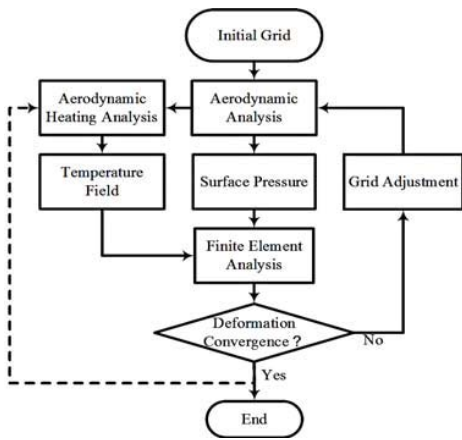 Initial Grid
Aerodynamic
Heating Analysis
Aerodynamic
Analysis
Temperature
Field
Surface Pressure
Grid Adjustment
Finite Element
Analysis
Deformation
Convergence?
No
Yes
End